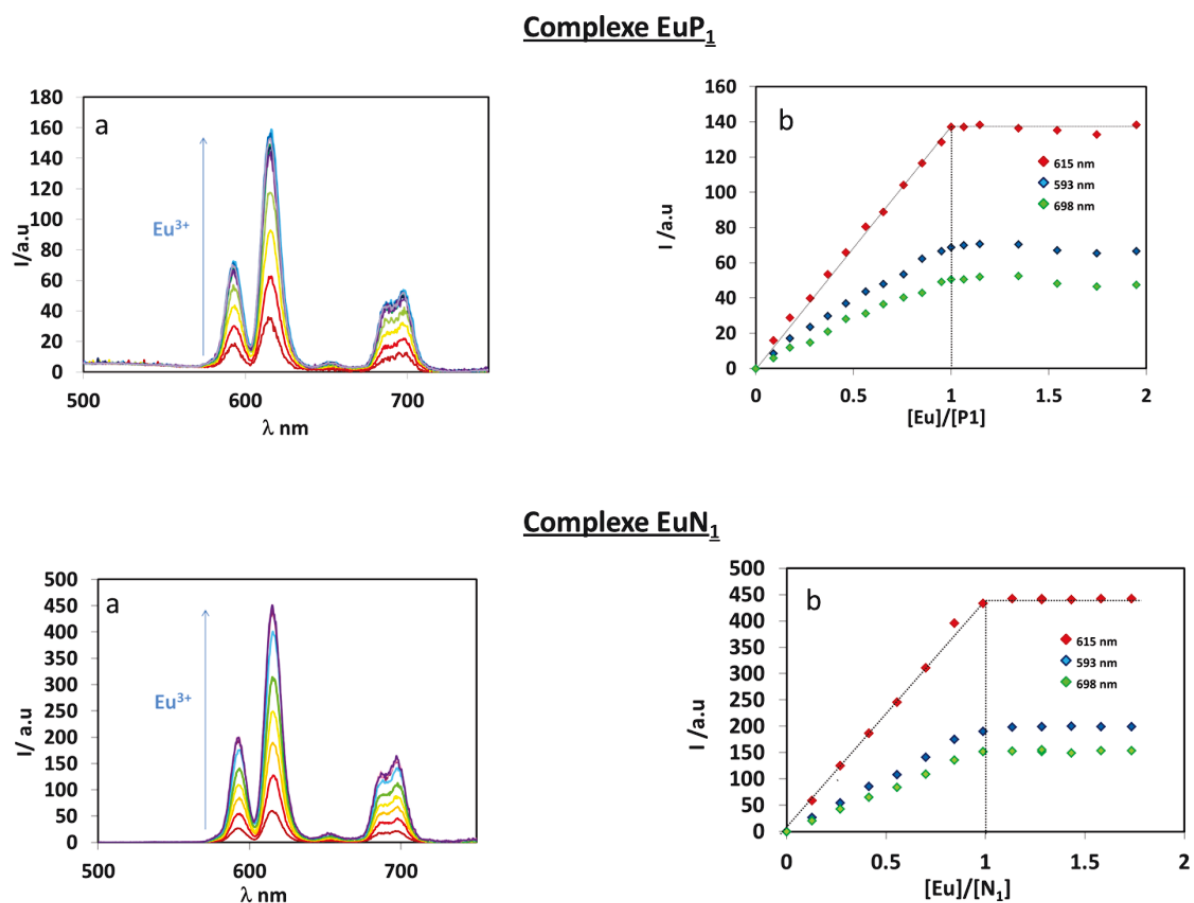 Complexe EuP1
a
Eu3+
I/a.u
180
160
140
120
100
80
60
40
20
0
500
600
700
λ nm
b
615 nm
593 nm
698 nm
I /a.u
160
140
120
100
80
60
40
20
0
0
0.5
1
1.5
2
[Eu]/[P1]
Complexe EuN1
a
Eu3+
I/ a.u
500
450
400
350
300
250
200
150
100
50
0
500
600
700
λ nm
b
615 nm
593 nm
698 nm
I /a.u
500
450
400
350
300
250
200
150
100
50
0
0
0.5
1
1.5
2
[Eu]/[N1]